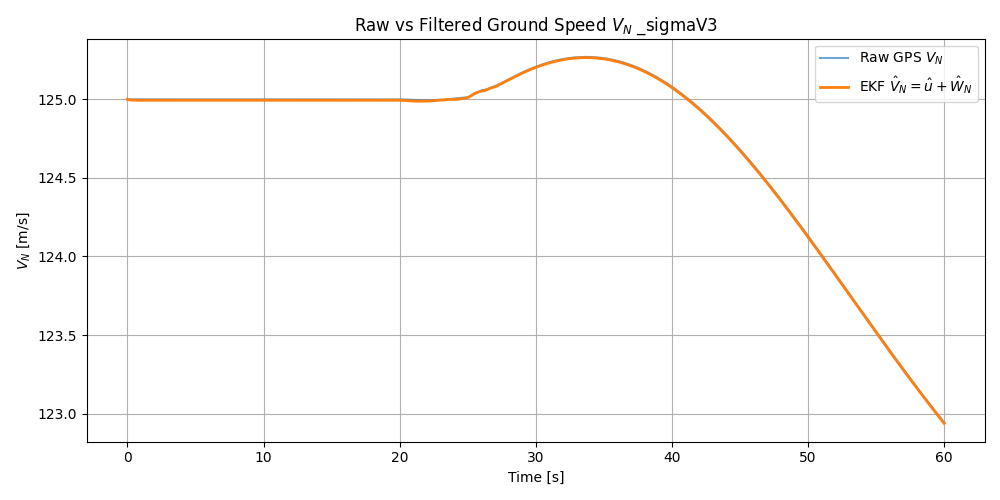 Raw vs Filtered Ground Speed V_N _sigmaV3
Raw GPS V_N
EKF V̂_N = û + Ŵ_N
V_N [m/s]
125.0
124.5
124.0
123.5
123.0
0 10 20 30 40 50 60
Time [s]